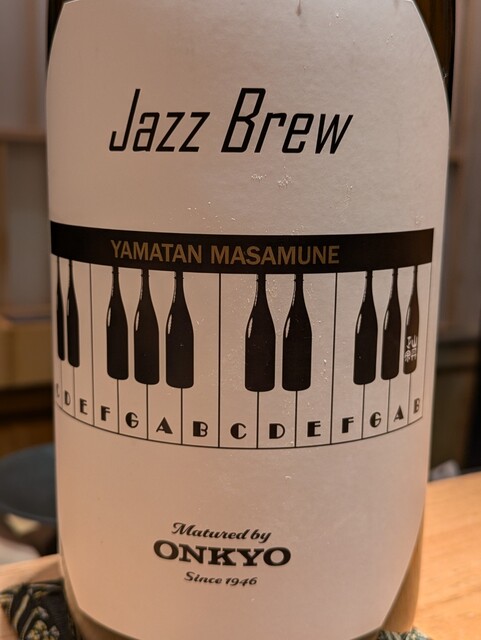 Jazz Brew
YAMATAN MASAMUNE
C D E F G A B C D E F G A B
Matured by
ONKYO
Since 1946